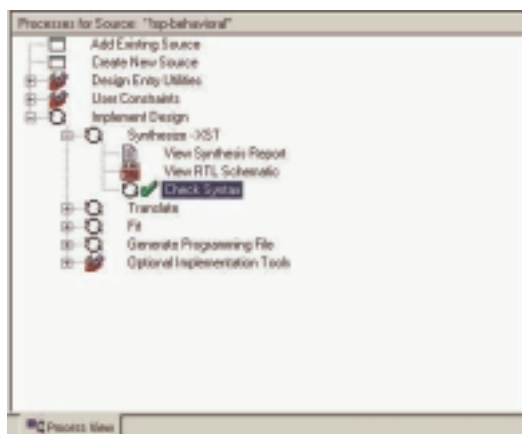 Processes for Source: "top-behavioral"
Add Existing Source
Create New Source
Design Entry Utilities
User Constraints
Implement Design
Synthesize - XST
View Synthesis Report
View RTL Schematic
Check Syntax
Translate
Fit
Generate Programming File
Optional Implementation Tools
Process View